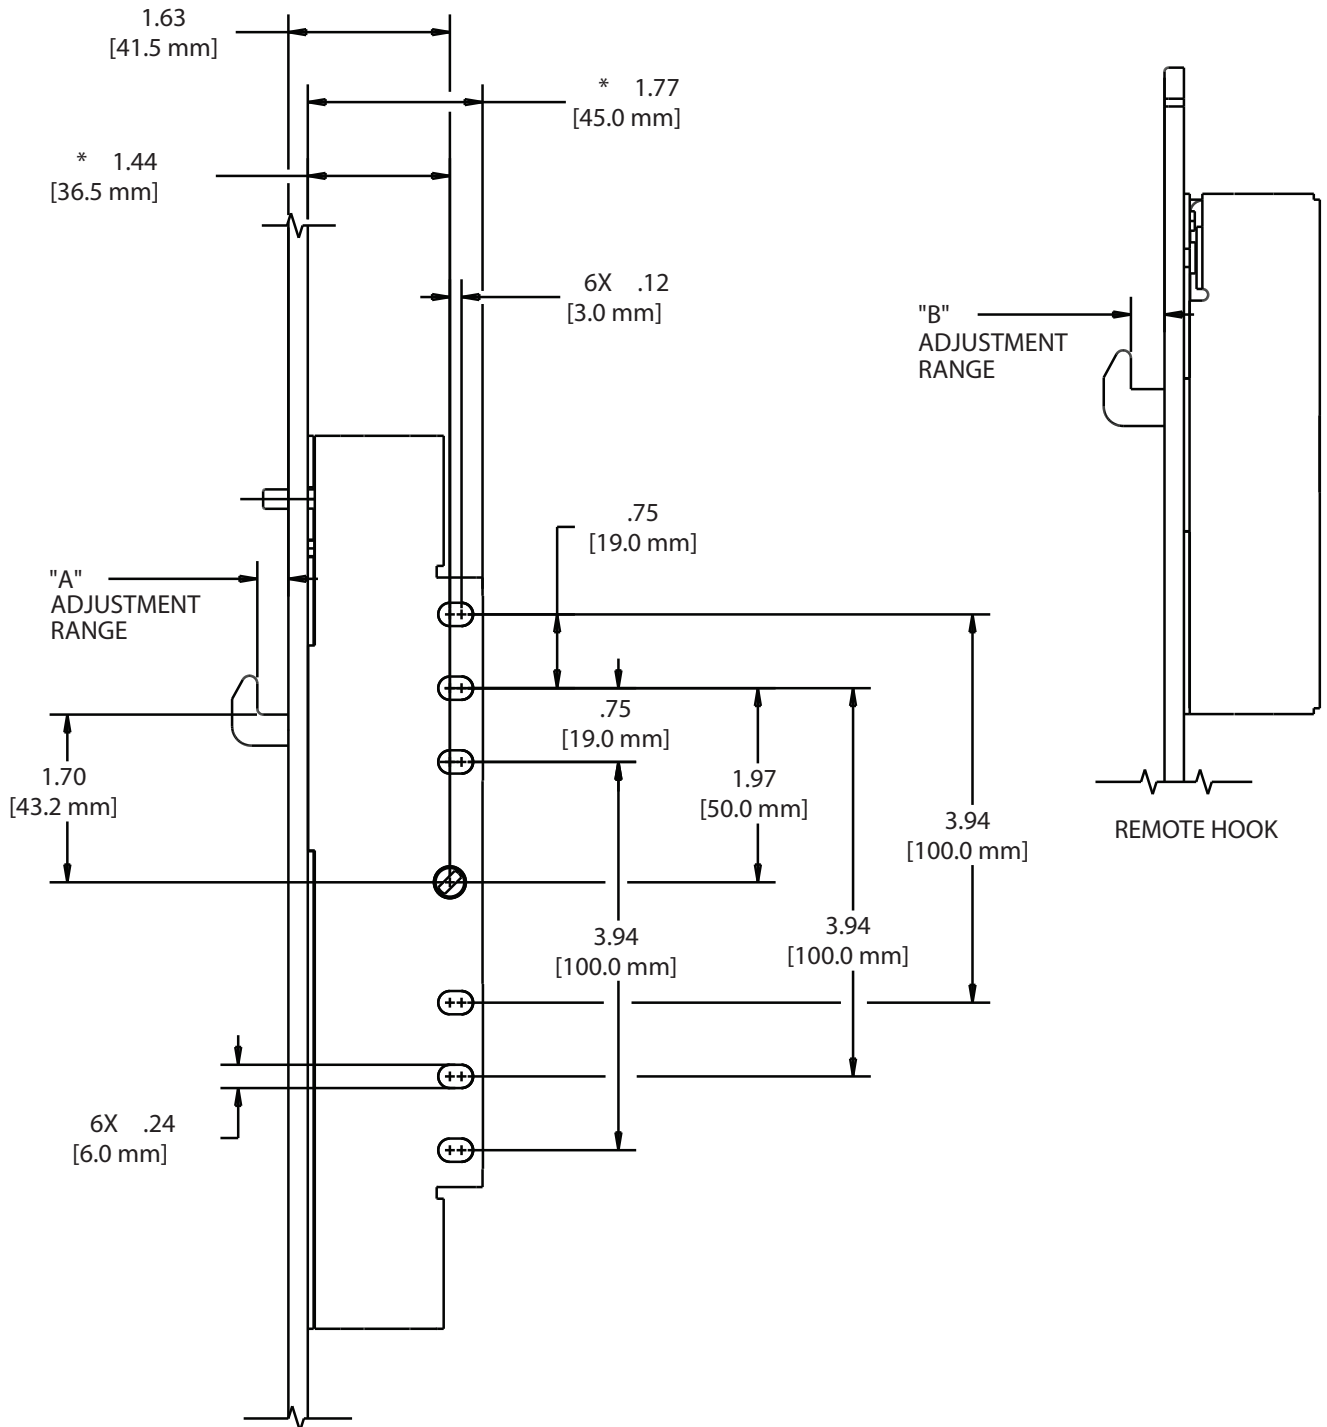 1.63
[41.5 mm]
* 1.77
[45.0 mm]
* 1.44
[36.5 mm]
6X .12
[3.0 mm]
"B"
ADJUSTMENT
RANGE
.75
[19.0 mm]
"A"
ADJUSTMENT
RANGE
.75
[19.0 mm]
1.70
[43.2 mm]
1.97
[50.0 mm]
3.94
[100.0 mm]
REMOTE HOOK
3.94
[100.0 mm]
3.94
[100.0 mm]
6X .24
[6.0 mm]